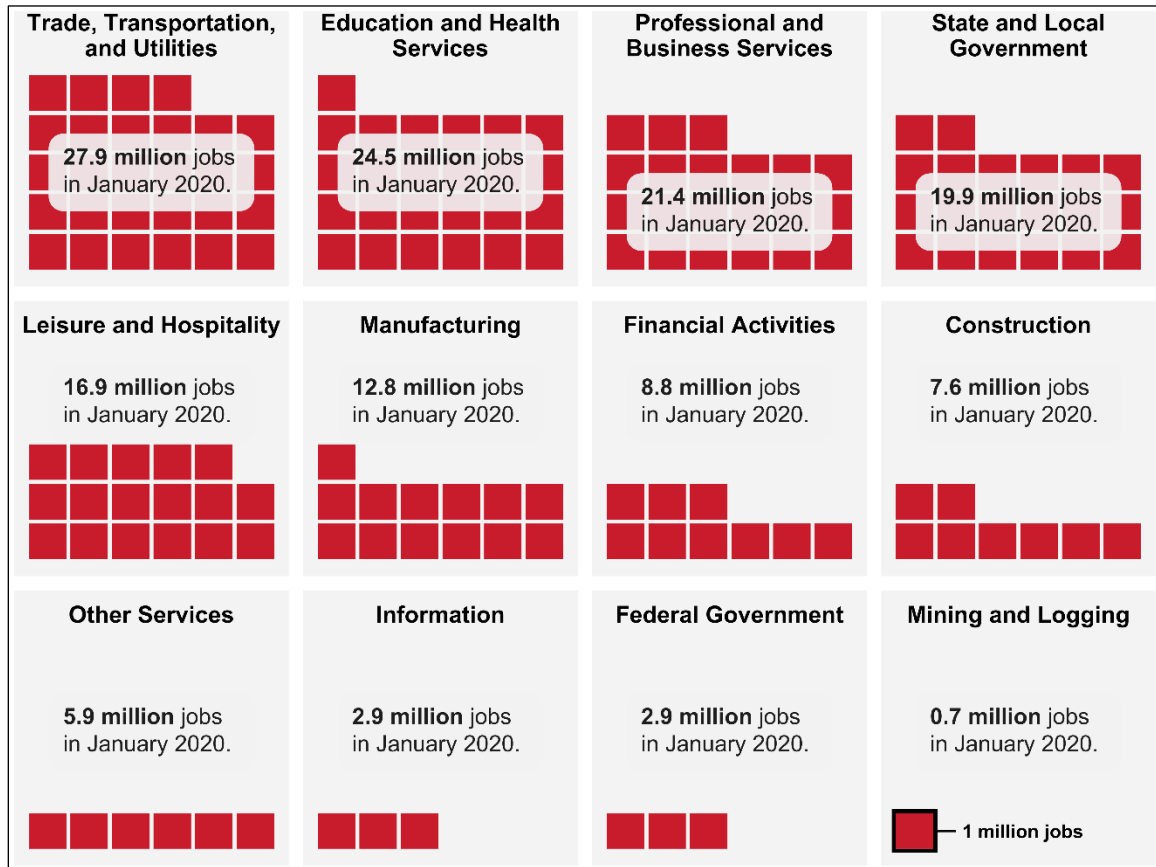 Trade, Transportation,
and Utilities
27.9 million jobs
in January 2020.
Education and Health
Services
24.5 million jobs
in January 2020.
Professional and
Business Services
21.4 million jobs
in January 2020.
State and Local
Government
19.9 million jobs
in January 2020.
Leisure and Hospitality
16.9 million jobs
in January 2020.
Manufacturing
12.8 million jobs
in January 2020.
Financial Activities
8.8 million jobs
in January 2020.
Construction
7.6 million jobs
in January 2020.
Other Services
5.9 million jobs
in January 2020.
Information
2.9 million jobs
in January 2020.
Federal Government
2.9 million jobs
in January 2020.
Mining and Logging
0.7 million jobs
in January 2020.
1 million jobs